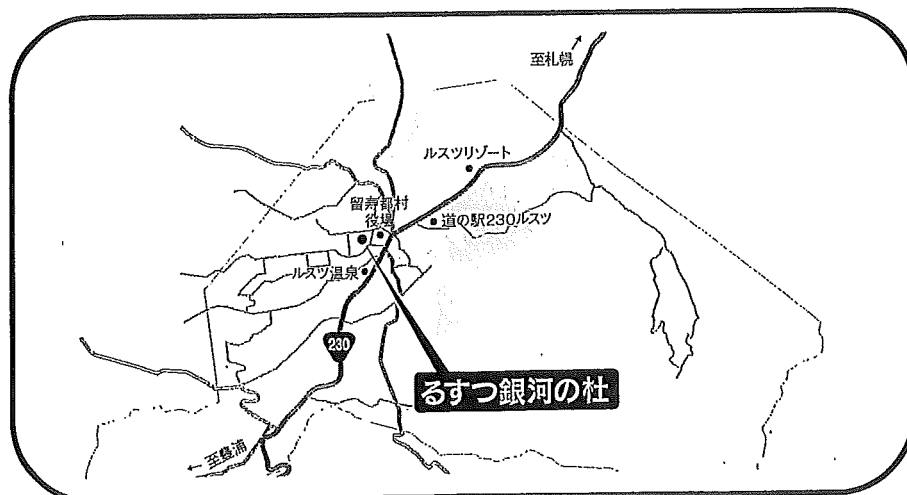 至札幌
ルスツリゾート
留寿都村
役場
道の駅230ルスツ
ルスツ温泉
230
るすつ銀河の杜
至豊浦